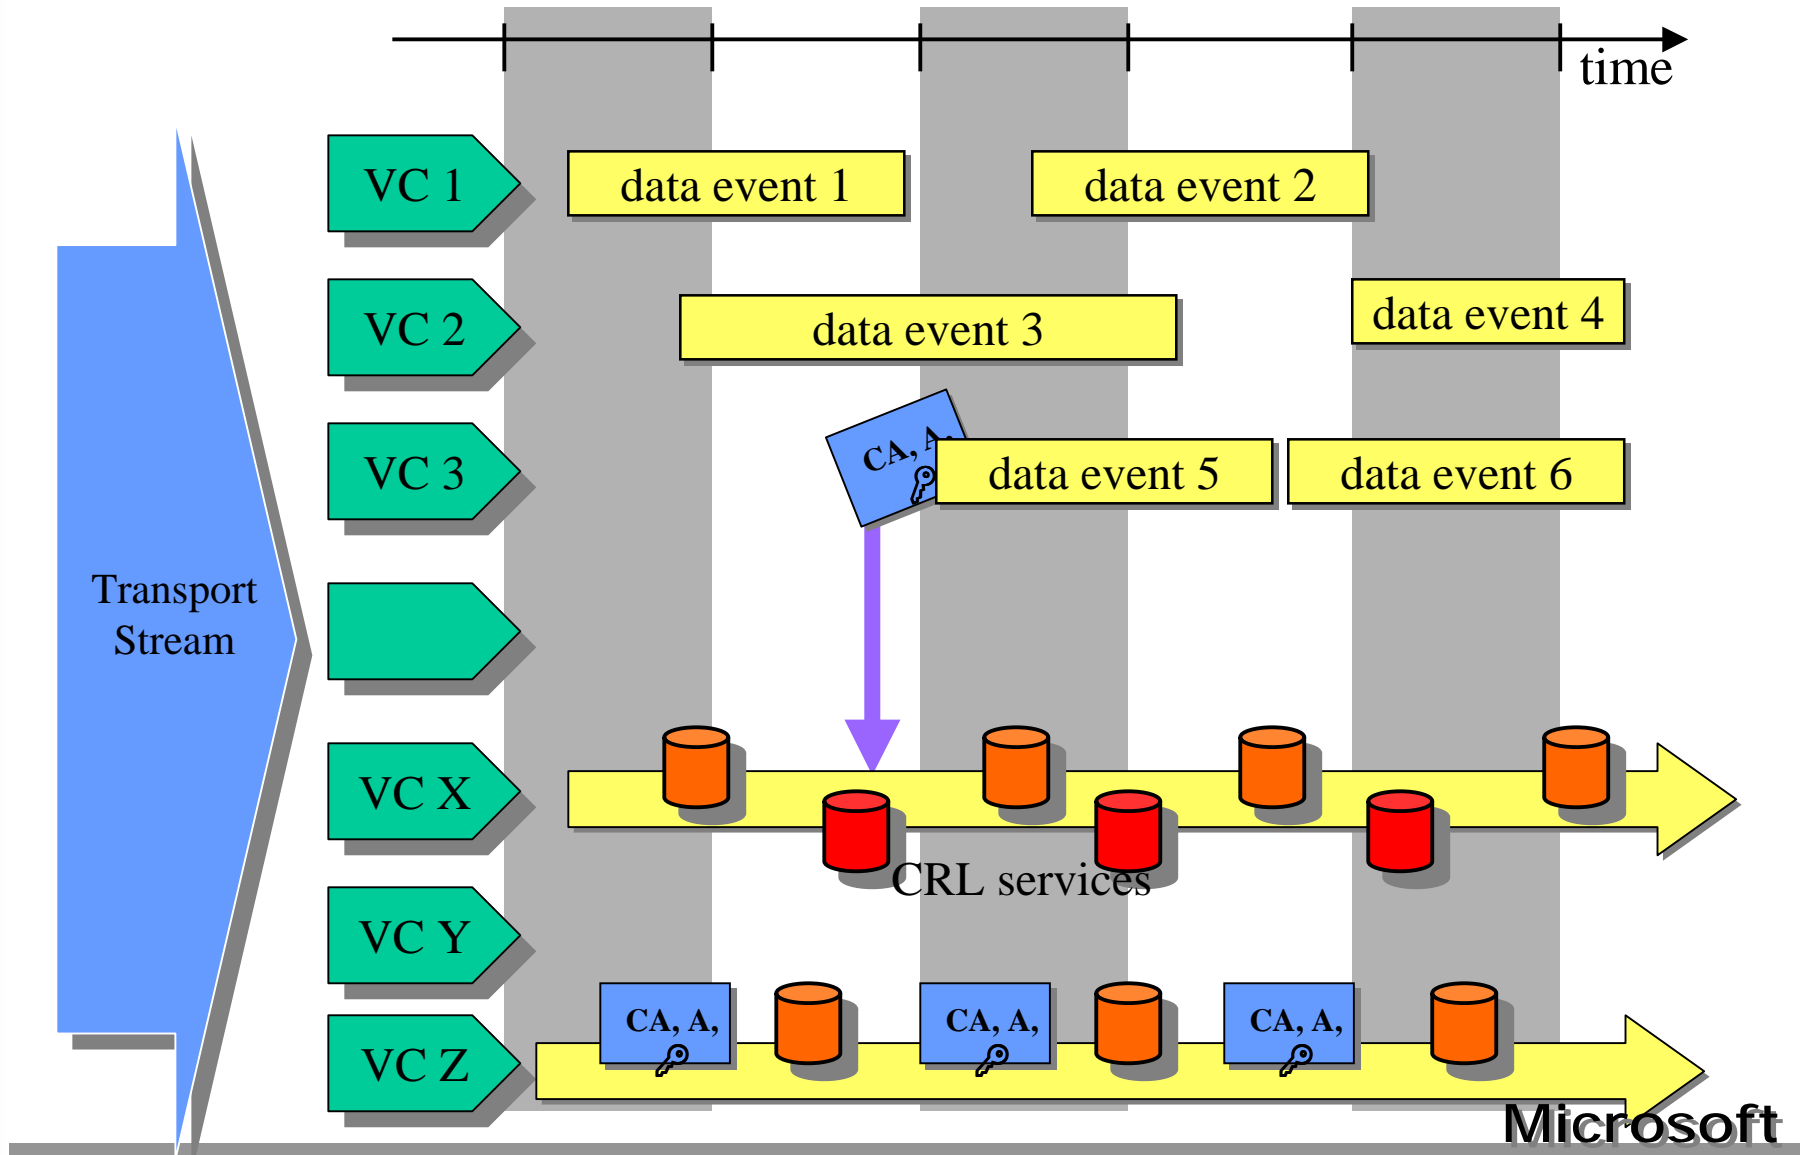 time
VC 1
data event 1
data event 2
VC 2
data event 3
data event 4
VC 3
CA, A,
data event 5
data event 6
Transport
Stream
VC X
CRL services
VC Y
CA, A,
CA, A,
CA, A,
VC Z
Microsoft